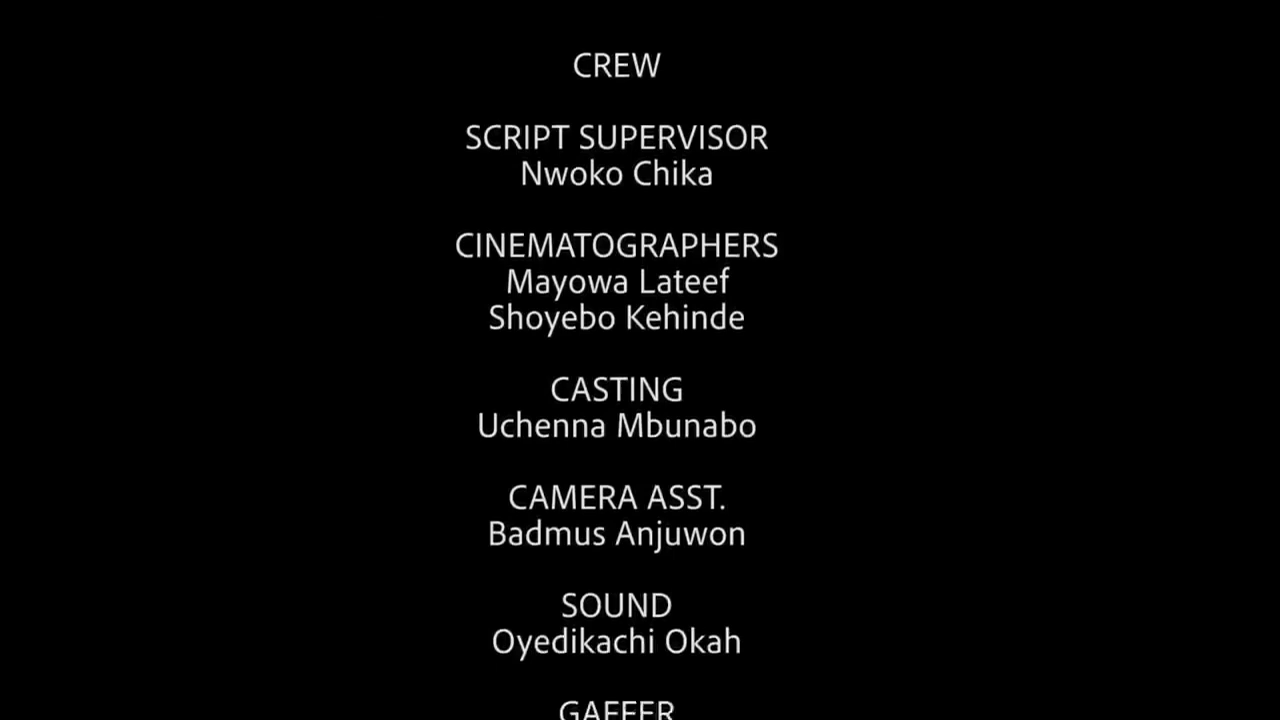 CREW
SCRIPT SUPERVISOR
Nwoko Chika
CINEMATOGRAPHERS
Mayowa Lateef
Shoyebo Kehinde
CASTING
Uchenna Mbunabo
CAMERA ASST.
Badmus Anjuwon
SOUND
Oyedikachi Okah
GAFFER